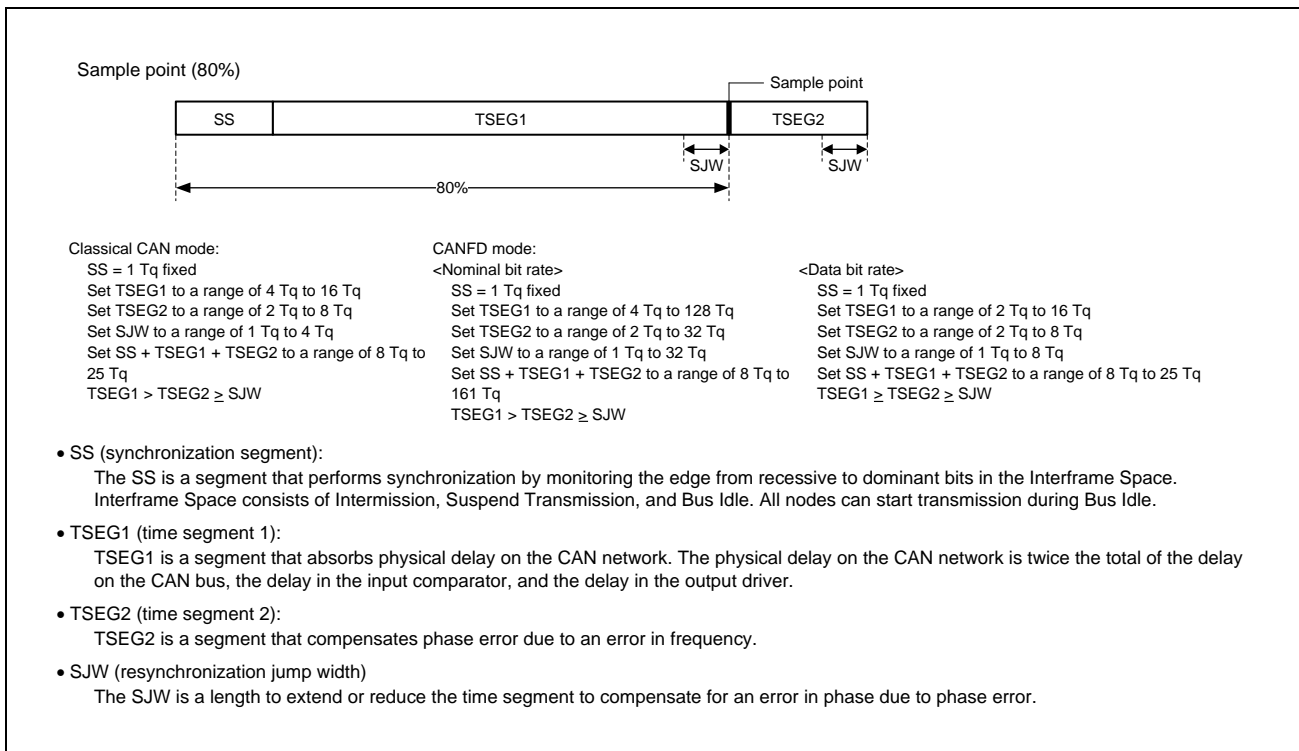 Sample point (80%)
Sample point
SS
TSEG1
TSEG2
SJW
SJW
80%
Classical CAN mode:
SS = 1 Tq fixed
Set TSEG1 to a range of 4 Tq to 16 Tq
Set TSEG2 to a range of 2 Tq to 8 Tq
Set SJW to a range of 1 Tq to 4 Tq
Set SS + TSEG1 + TSEG2 to a range of 8 Tq to
25 Tq
TSEG1 > TSEG2 ≥ SJW
CANFD mode:
<Nominal bit rate>
SS = 1 Tq fixed
Set TSEG1 to a range of 4 Tq to 128 Tq
Set TSEG2 to a range of 2 Tq to 32 Tq
Set SJW to a range of 1 Tq to 32 Tq
Set SS + TSEG1 + TSEG2 to a range of 8 Tq to
161 Tq
TSEG1 > TSEG2 ≥ SJW
<Data bit rate>
SS = 1 Tq fixed
Set TSEG1 to a range of 2 Tq to 16 Tq
Set TSEG2 to a range of 2 Tq to 8 Tq
Set SJW to a range of 1 Tq to 8 Tq
Set SS + TSEG1 + TSEG2 to a range of 8 Tq to 25 Tq
TSEG1 ≥ TSEG2 ≥ SJW
• SS (synchronization segment):
The SS is a segment that performs synchronization by monitoring the edge from recessive to dominant bits in the Interframe Space.
Interframe Space consists of Intermission, Suspend Transmission, and Bus Idle. All nodes can start transmission during Bus Idle.
• TSEG1 (time segment 1):
TSEG1 is a segment that absorbs physical delay on the CAN network. The physical delay on the CAN network is twice the total of the delay
on the CAN bus, the delay in the input comparator, and the delay in the output driver.
• TSEG2 (time segment 2):
TSEG2 is a segment that compensates phase error due to an error in frequency.
• SJW (resynchronization jump width)
The SJW is a length to extend or reduce the time segment to compensate for an error in phase due to phase error.